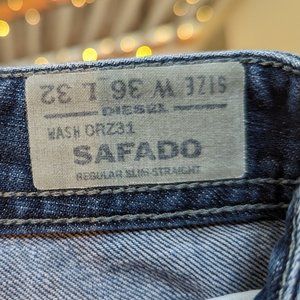 SIZE W 36 L 32
DIESEL
WASH 0RZ31
SAFADO
REGULAR SLIM-STRAIGHT